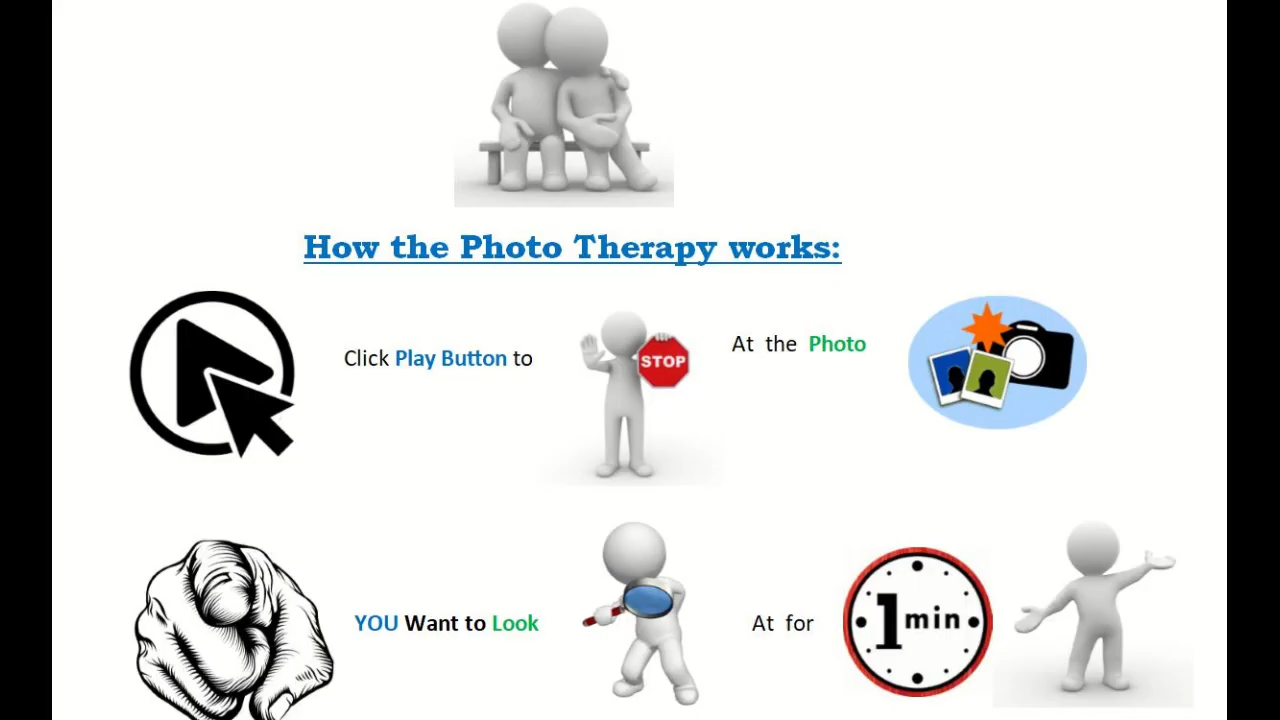 How the Photo Therapy works:
Click Play Button to
STOP
At the Photo
YOU Want to Look
At for
1 min